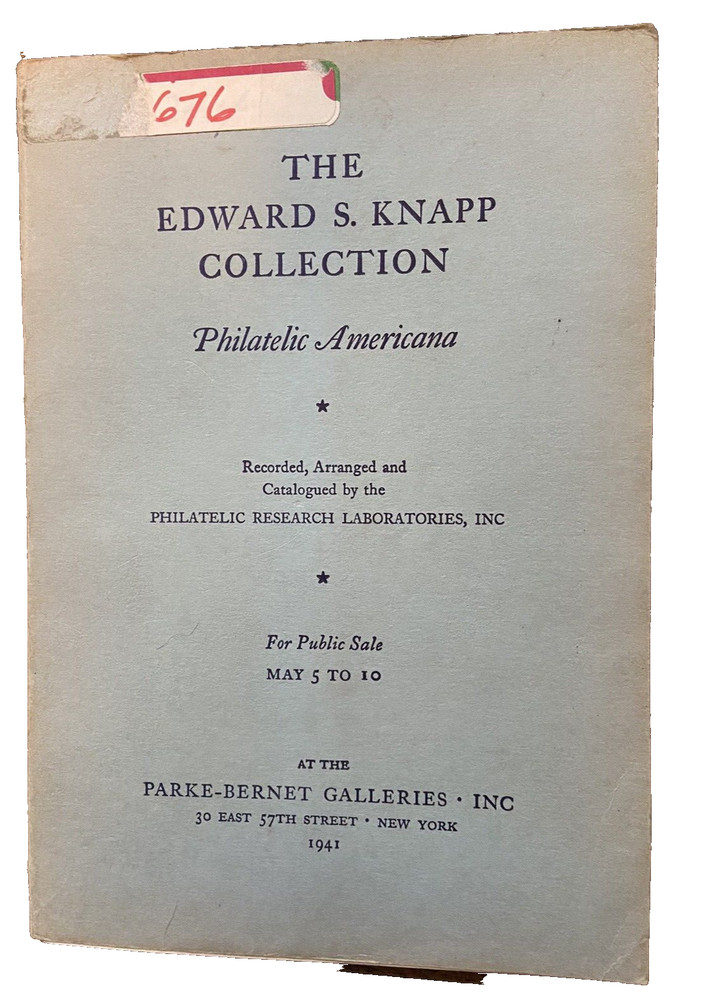 676
THE
EDWARD S. KNAPP
COLLECTION
Philatelic Americana
★
Recorded, Arranged and
Catalogued by the
PHILATELIC RESEARCH LABORATORIES, INC
★
For Public Sale
MAY 5 TO 10
AT THE
PARKE-BERNET GALLERIES · INC
30 EAST 57TH STREET · NEW YORK
1941